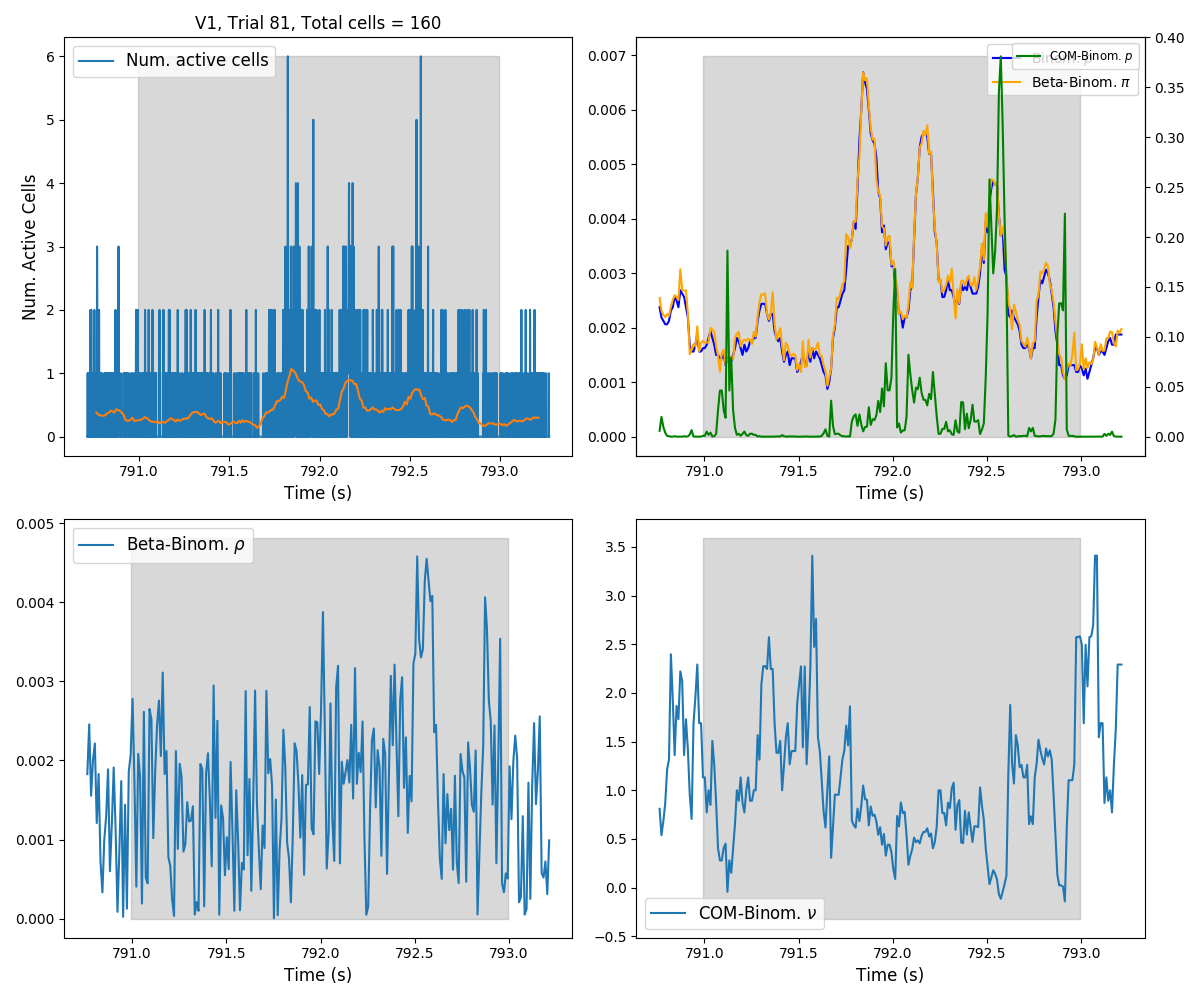 V1, Trial 81, Total cells = 160
Num. active cells
Num. Active Cells
6
5
4
3
2
1
0
791.0 791.5 792.0 792.5 793.0
Time (s)
COM-Binom. p
Beta-Binom. π
0.007
0.006
0.005
0.004
0.003
0.002
0.001
0.000
0.40
0.35
0.30
0.25
0.20
0.15
0.10
0.05
0.00
791.0 791.5 792.0 792.5 793.0
Time (s)
Beta-Binom. ρ
0.005
0.004
0.003
0.002
0.001
0.000
791.0 791.5 792.0 792.5 793.0
Time (s)
3.5
3.0
2.5
2.0
1.5
1.0
0.5
0.0
−0.5
COM-Binom. ν
791.0 791.5 792.0 792.5 793.0
Time (s)